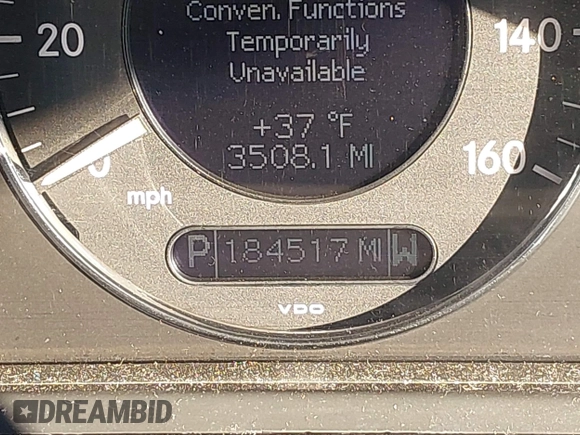 Conven. Functions
Temporarily
Unavailable
+37 °F
3508.1 MI
20
0
mph
140
160
P 184517 MI W
VDO
DREAMBID